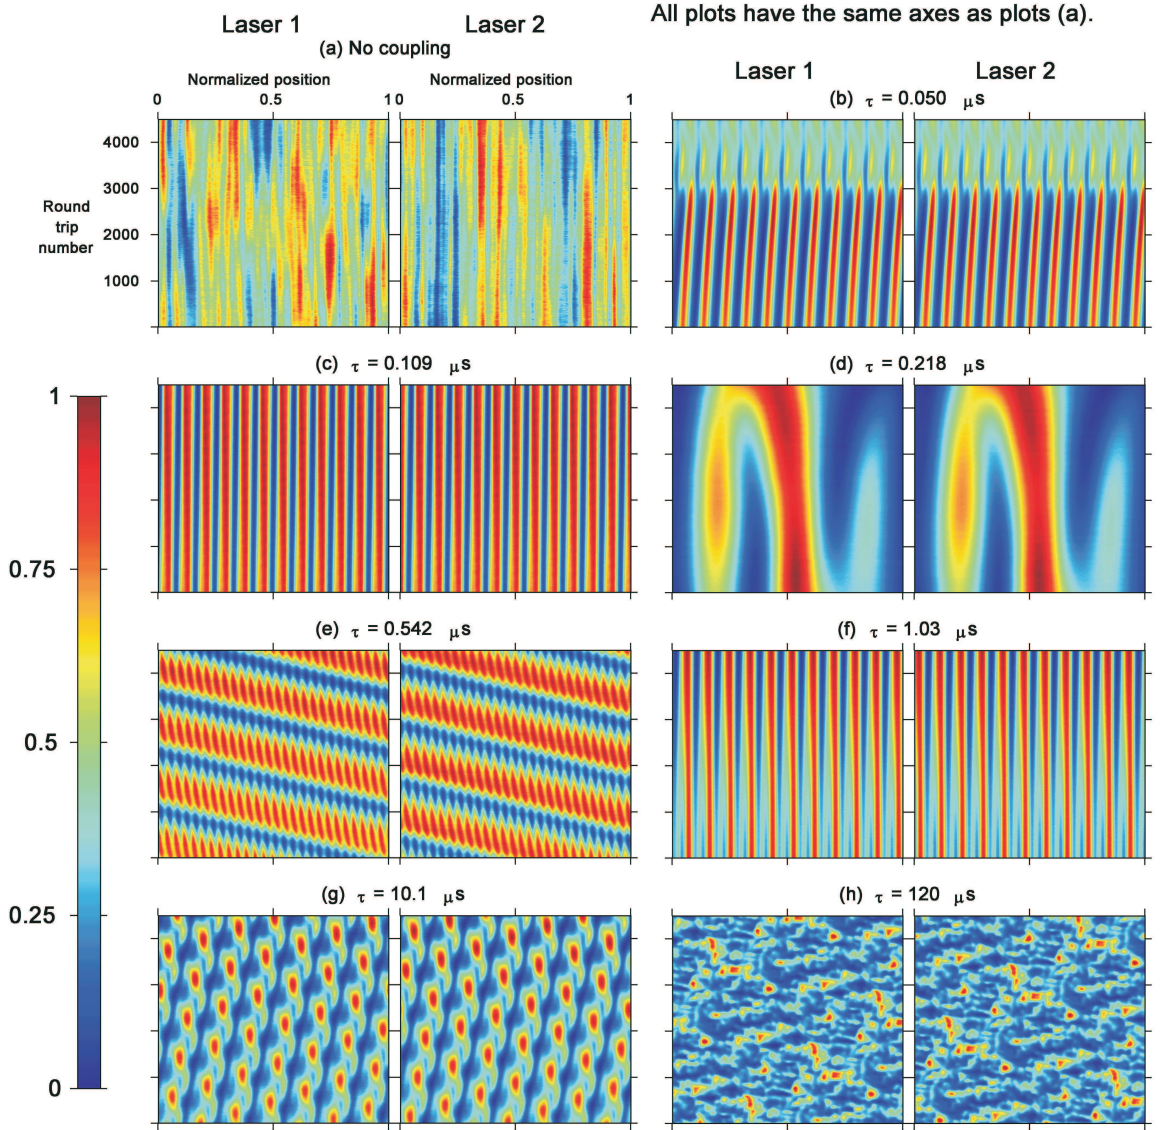 All plots have the same axes as plots (a).
Laser 1 Laser 2
(a) No coupling
Laser 1 Laser 2
Normalized position Normalized position
(b) τ = 0.050 μs
0 0.5 1 0 0.5 1
4000
3000
Round
trip
number
2000
1000
(c) τ = 0.109 μs
(d) τ = 0.218 μs
1
0.75
0.5
0.25
0
(e) τ = 0.542 μs
(f) τ = 1.03 μs
(g) τ = 10.1 μs
(h) τ = 120 μs